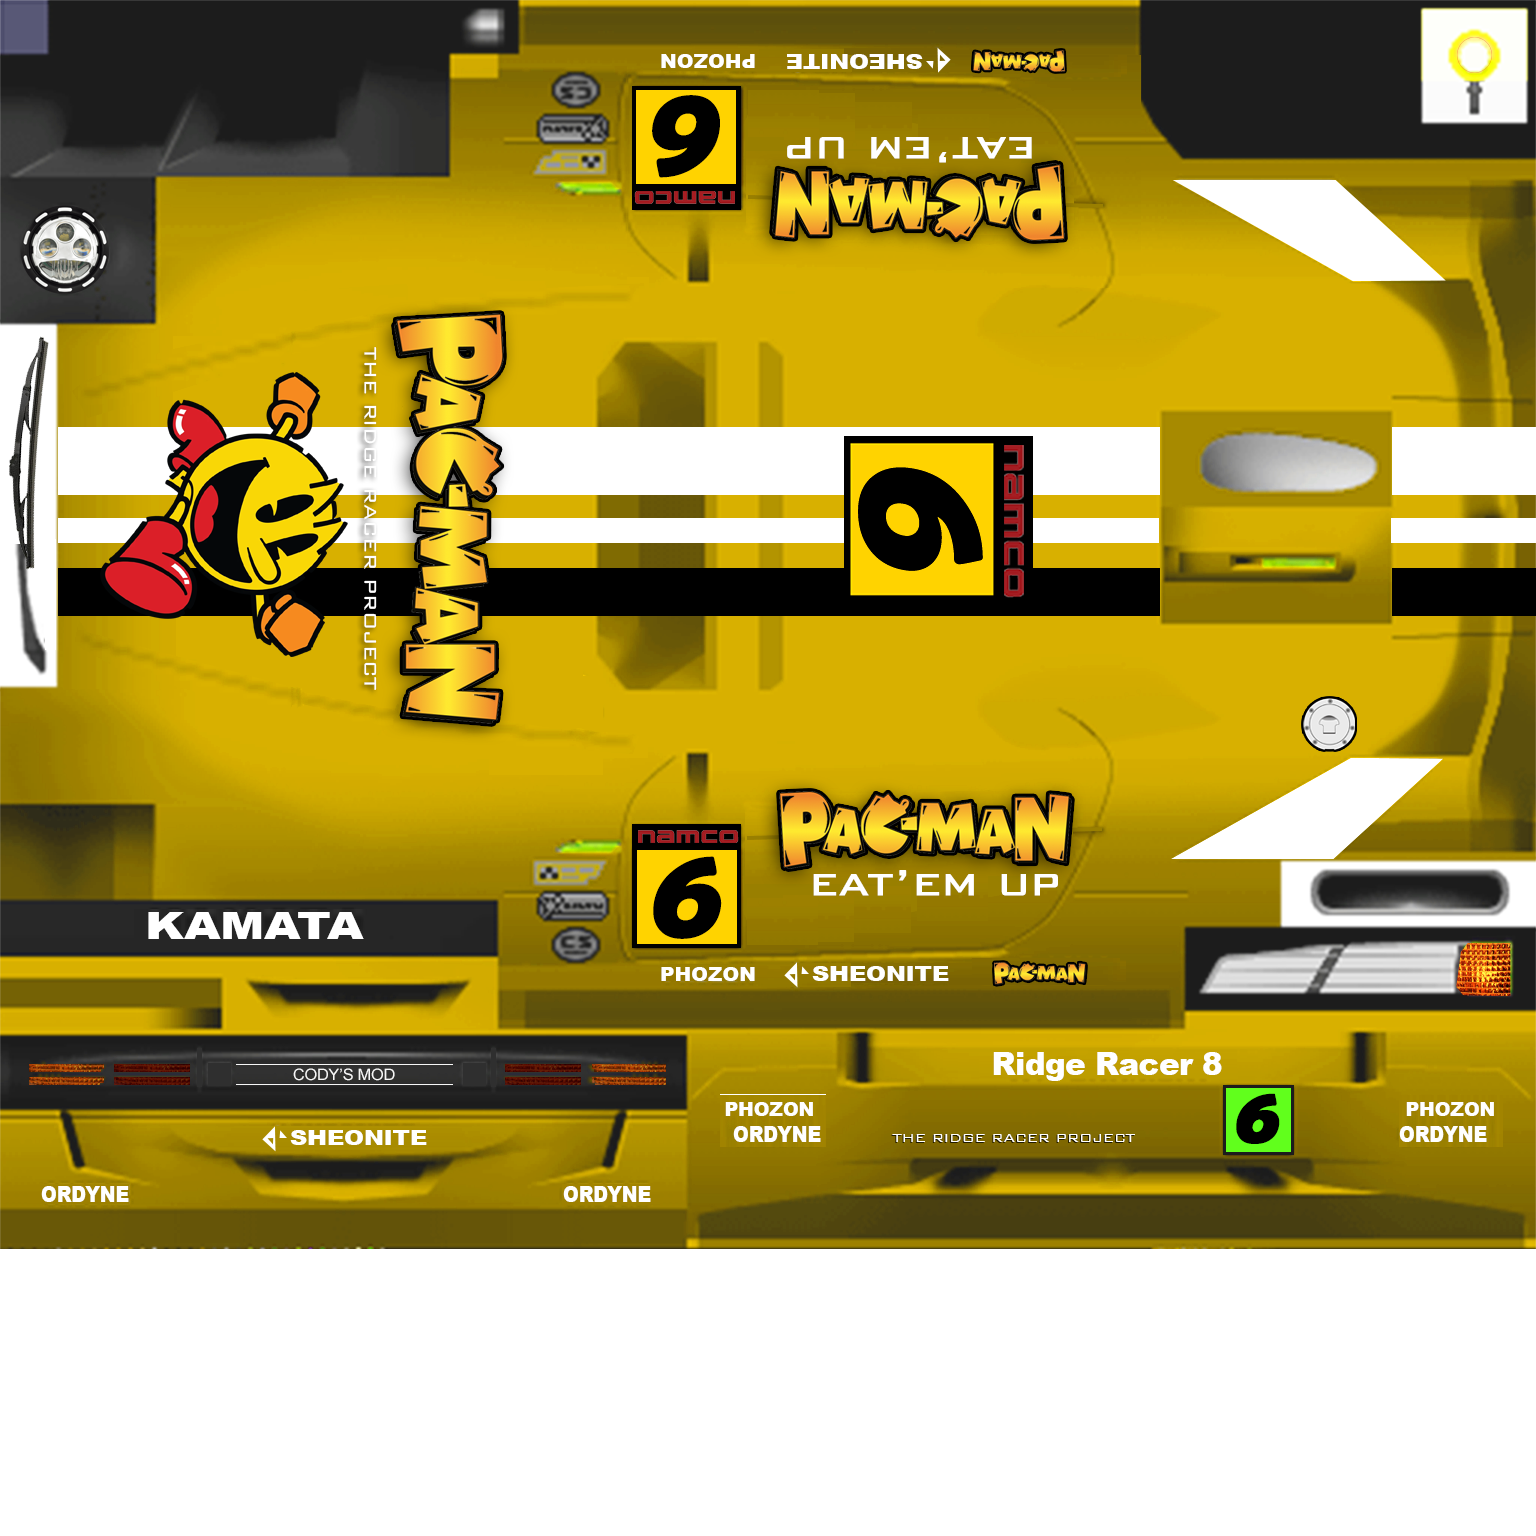 PHOZON
SHEONITE
PAC-MAN
6
namco
EAT'EM UP
PAC-MAN
PAC-MAN
THE RIDGE RACER PROJECT
6
namco
namco
6
PAC-MAN
EAT'EM UP
CS
KAMATA
PHOZON
SHEONITE
PAC-MAN
CODY'S MOD
SHEONITE
ORDYNE
ORDYNE
Ridge Racer 8
PHOZON
ORDYNE
THE RIDGE RACER PROJECT
6
PHOZON
ORDYNE